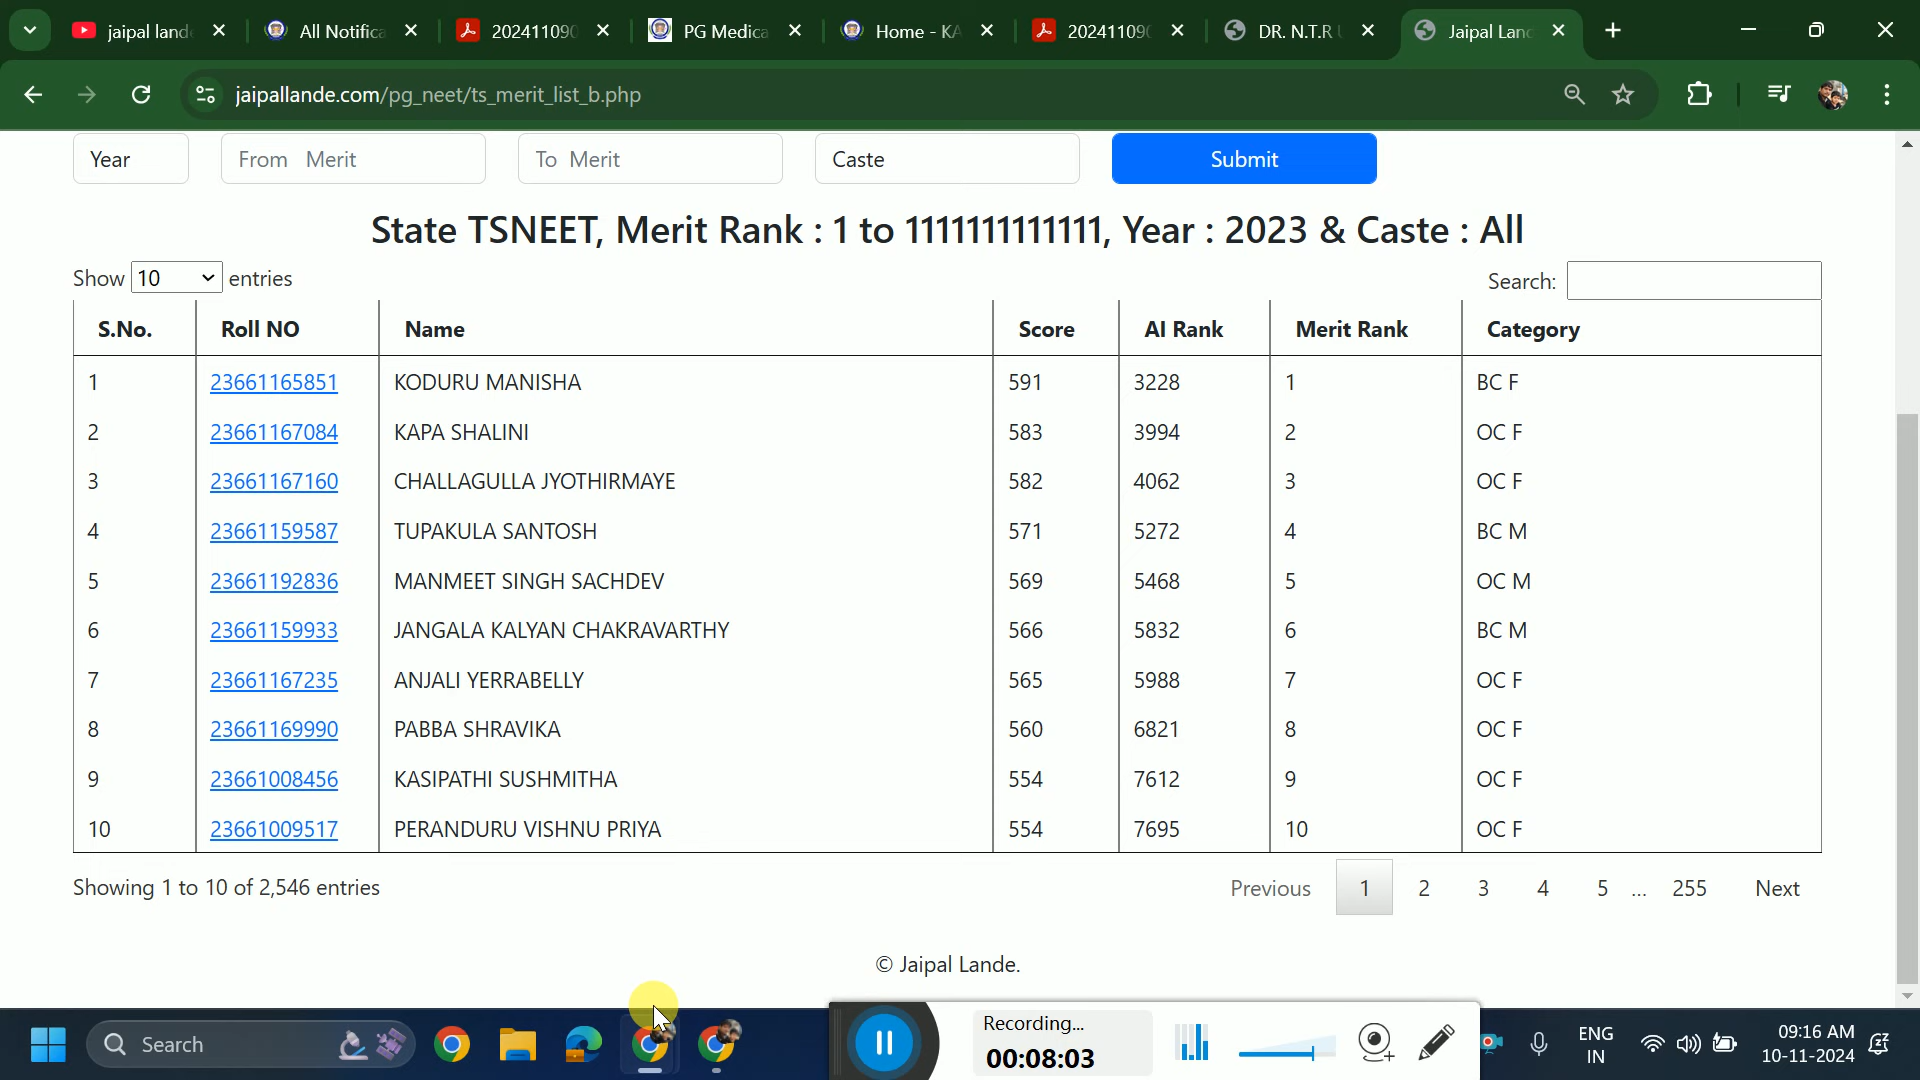 jaipal land
All Notifica
202411090
PG Medica
Home - KA
202411090
DR. N.T.R U
Jaipal Land
jaipallande.com/pg_neet/ts_merit_list_b.php
Year From Merit To Merit Caste Submit
State TSNEET, Merit Rank : 1 to 1111111111111, Year : 2023 & Caste : All
Show 10 entries Search:
S.No. Roll NO Name Score AI Rank Merit Rank Category
1 23661165851 KODURU MANISHA 591 3228 1 BC F
2 23661167084 KAPA SHALINI 583 3994 2 OC F
3 23661167160 CHALLAGULLA JYOTHIRMAYE 582 4062 3 OC F
4 23661159587 TUPAKULA SANTOSH 571 5272 4 BC M
5 23661192836 MANMEET SINGH SACHDEV 569 5468 5 OC M
6 23661159933 JANGALA KALYAN CHAKRAVARTHY 566 5832 6 BC M
7 23661167235 ANJALI YERRABELLY 565 5988 7 OC F
8 23661169990 PABBA SHRAVIKA 560 6821 8 OC F
9 23661008456 KASIPATHI SUSHMITHA 554 7612 9 OC F
10 23661009517 PERANDURU VISHNU PRIYA 554 7695 10 OC F
Showing 1 to 10 of 2,546 entries Previous 1 2 3 4 5 ... 255 Next
© Jaipal Lande.
Search
Recording...
00:08:03
ENG
IN
09:16 AM
10-11-2024